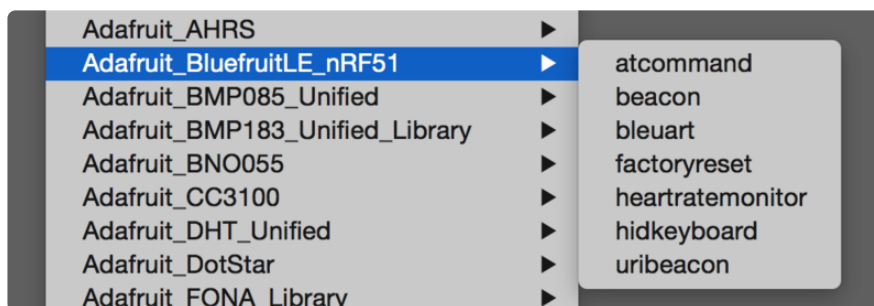 Adafruit_AHRS
Adafruit_BluefruitLE_nRF51
Adafruit_BMP085_Unified
Adafruit_BMP183_Unified_Library
Adafruit_BNO055
Adafruit_CC3100
Adafruit_DHT_Unified
Adafruit_DotStar
Adafruit_FONA_Library
atcommand
beacon
bleuart
factoryreset
heartratemonitor
hidkeyboard
uribeacon